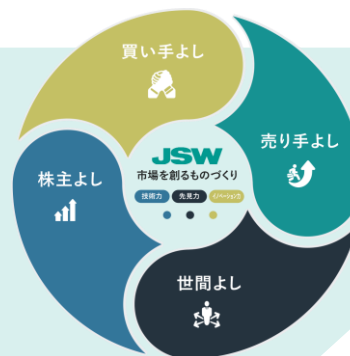 買い手よし
売り手よし
株主よし
JSW
市場を創るものづくり
技術力 先見力 イノベーション力
世間よし